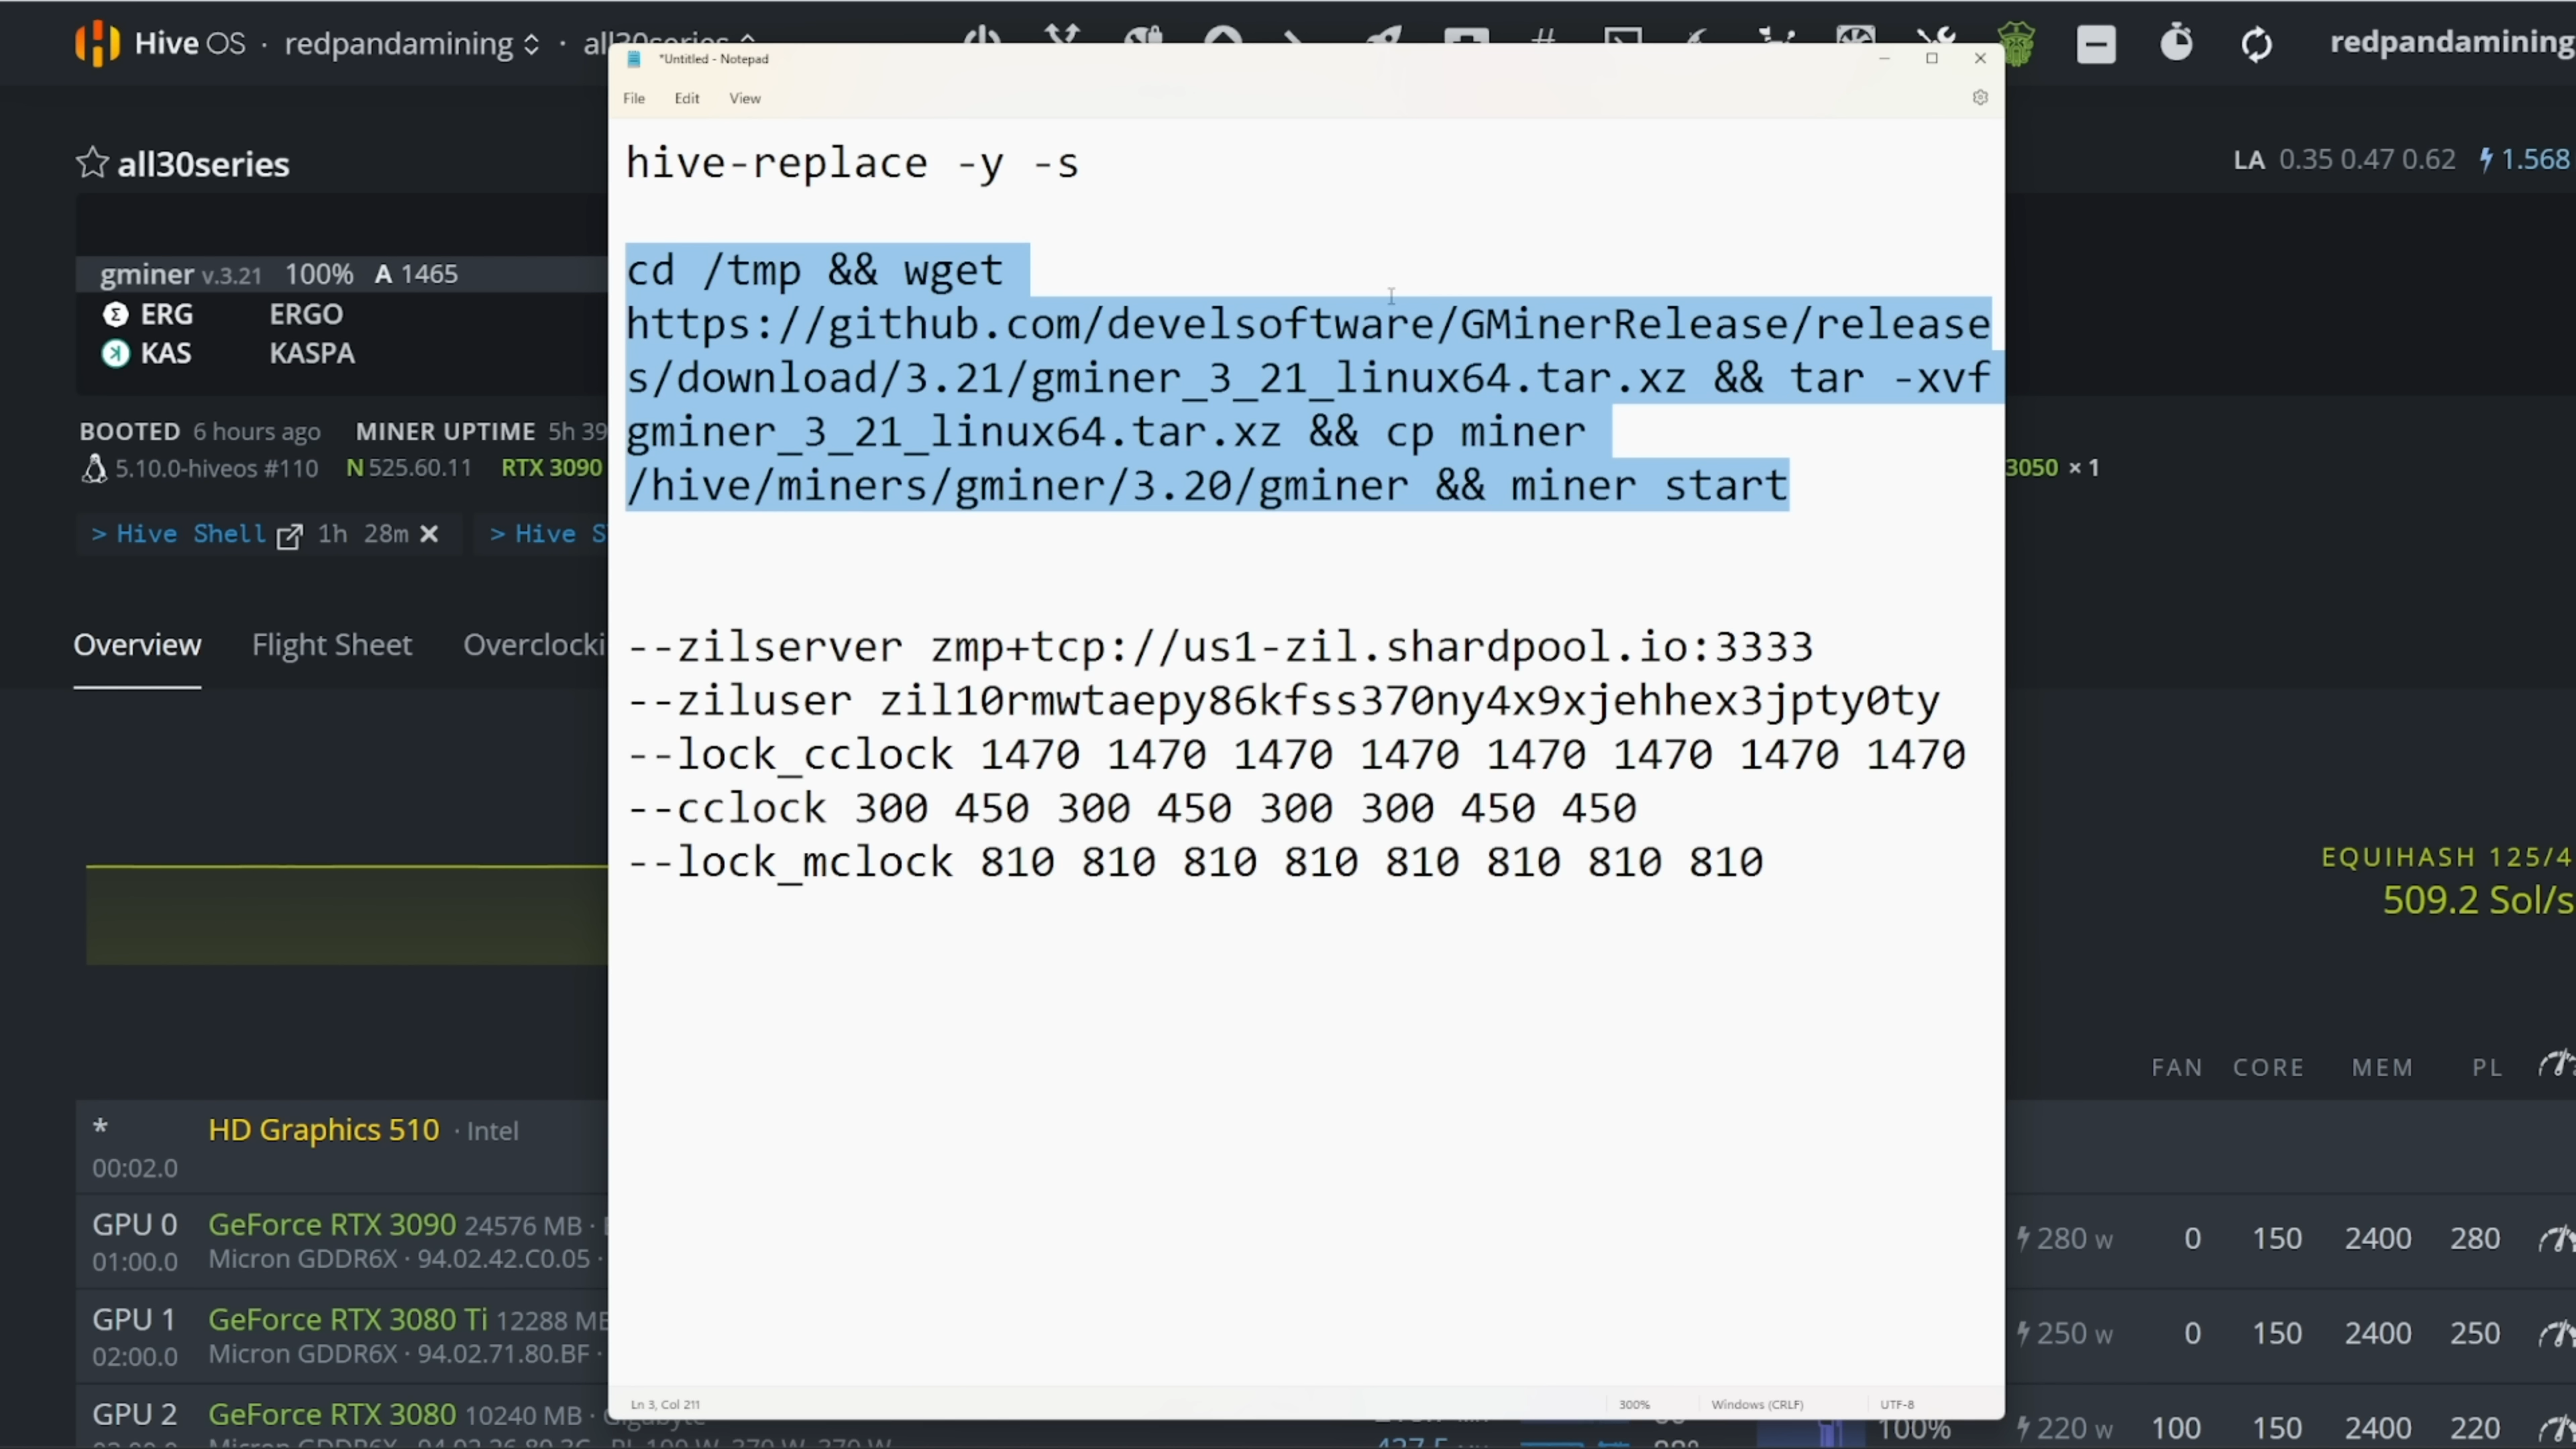 Hive OS · redpandamining · all30series
redpandamining
*Untitled - Notepad
File Edit View
all30series
LA 0.35 0.47 0.62 1.568
hive-replace -y -s
gminer v.3.21 100% A 1465
ERG ERGO
KAS KASPA
cd /tmp && wget
https://github.com/develsoftware/GMinerRelease/release
s/download/3.21/gminer_3_21_linux64.tar.xz && tar -xvf
gminer_3_21_linux64.tar.xz && cp miner
/hive/miners/gminer/3.20/gminer && miner start
BOOTED 6 hours ago MINER UPTIME 5h 39
5.10.0-hiveos #110 N 525.60.11 RTX 3090
3050 × 1
> Hive Shell 1h 28m × > Hive S
Overview Flight Sheet Overclocki
--zilserver zmp+tcp://us1-zil.shardpool.io:3333
--ziluser zil10rmwtaepy86kfss370ny4x9xjehhex3jpty0ty
--lock_cclock 1470 1470 1470 1470 1470 1470 1470 1470
--cclock 300 450 300 450 300 300 450 450
--lock_mclock 810 810 810 810 810 810 810 810
EQUIHASH 125/4
509.2 Sol/s
FAN CORE MEM PL
* HD Graphics 510 · Intel
00:02.0
GPU 0 GeForce RTX 3090 24576 MB ·
01:00.0 Micron GDDR6X · 94.02.42.C0.05 ·
280 W 0 150 2400 280
GPU 1 GeForce RTX 3080 Ti 12288 MB
02:00.0 Micron GDDR6X · 94.02.71.80.BF ·
250 W 0 150 2400 250
GPU 2 GeForce RTX 3080 10240 MB · Gigabyte
100% 220 W 100 150 2400 220
Ln 3, Col 211 300% Windows (CRLF) UTF-8